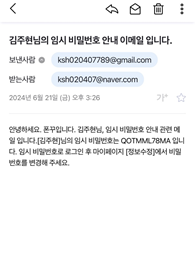 김주현님의 임시 비밀번호 안내 이메일 입니다.
보낸사람 ksh020407789@gmail.com
받는사람 ksh020407@naver.com
2024년 6월 21일 (금) 오후 3:26
가
안녕하세요. 폰꾸입니다. 김주현님, 임시 비밀번호 안내 관련 메
일 입니다.[김현]님의 임시 비밀번호는 QOTMML78MA 입니
다. 임시 비밀번호로 로그인 후 마이페이지 [정보수정]에서 비밀
번호를 변경해 주세요.